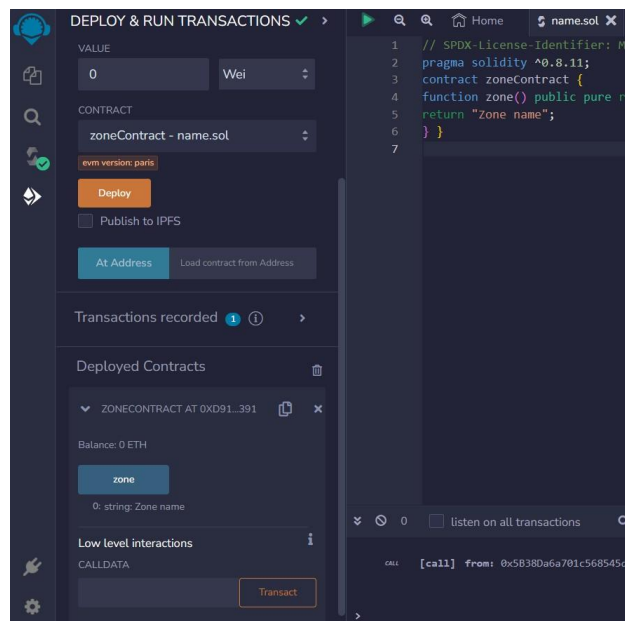 DEPLOY & RUN TRANSACTIONS
VALUE
0 Wei
CONTRACT
zoneContract - name.sol
evm version: paris
Deploy
Publish to IPFS
At Address Load contract from Address
Transactions recorded 1 i
Deployed Contracts
ZONECONTRACT AT 0XD91...391
Balance: 0 ETH
zone
0: string: Zone name
Low level interactions i
CALLDATA
Transact
Home name.sol
1 // SPDX-License-Identifier: M
2 pragma solidity ^0.8.11;
3 contract zoneContract {
4 function zone() public pure r
5 return "Zone name";
6 } }
7
0 listen on all transactions
CALL [call] from: 0x5B38Da6a701c568545d
>